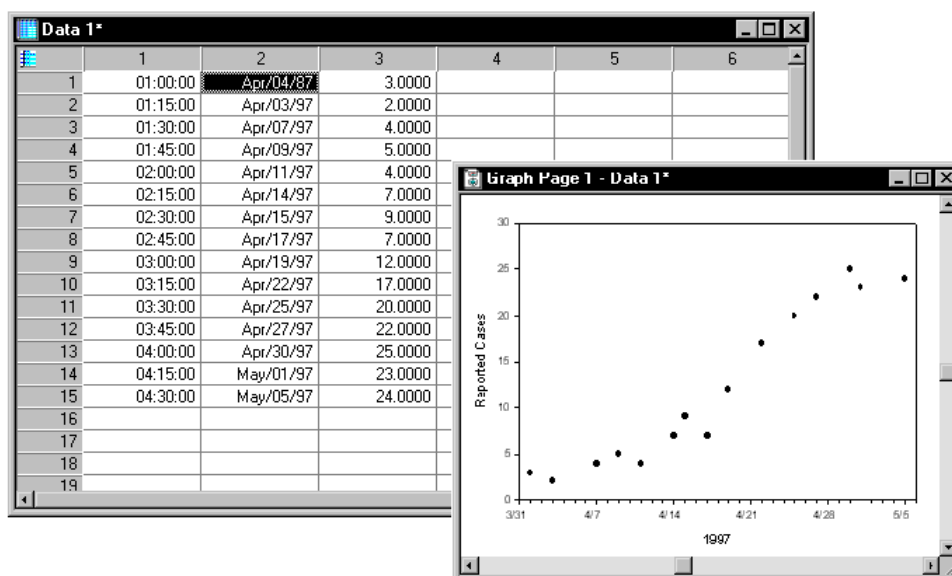 Data 1*
1 2 3 4 5 6
1 01:00:00 Apr/04/87 3.0000
2 01:15:00 Apr/03/97 2.0000
3 01:30:00 Apr/07/97 4.0000
4 01:45:00 Apr/09/97 5.0000
5 02:00:00 Apr/11/97 4.0000
6 02:15:00 Apr/14/97 7.0000
7 02:30:00 Apr/15/97 9.0000
8 02:45:00 Apr/17/97 7.0000
9 03:00:00 Apr/19/97 12.0000
10 03:15:00 Apr/22/97 17.0000
11 03:30:00 Apr/25/97 20.0000
12 03:45:00 Apr/27/97 22.0000
13 04:00:00 Apr/30/97 25.0000
14 04:15:00 May/01/97 23.0000
15 04:30:00 May/05/97 24.0000
16
17
18
19
Graph Page 1 - Data 1*
30
25
20
15
10
5
0
Reported Cases
3/31 4/7 4/14 4/21 4/28 5/5
1997